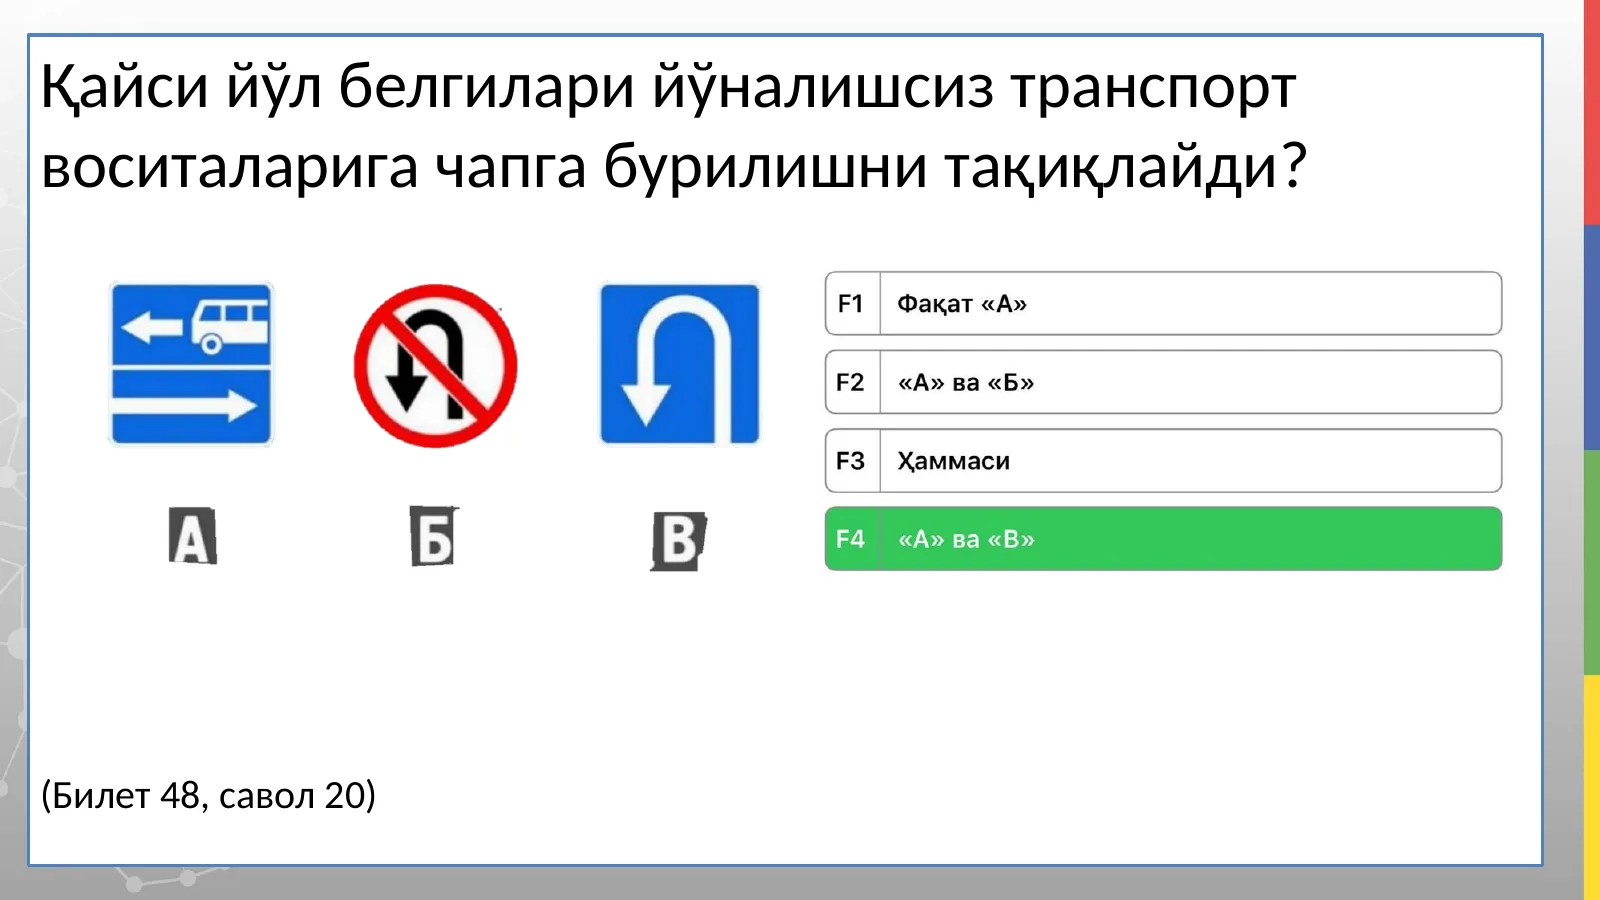 Қайси йўл белгилари йўналишсиз транспорт
воситаларига чапга бурилишни тақиқлайди?
F1 Фақат «А»
F2 «А» ва «Б»
F3 Ҳаммаси
F4 «А» ва «В»
А Б В
(Билет 48, савол 20)